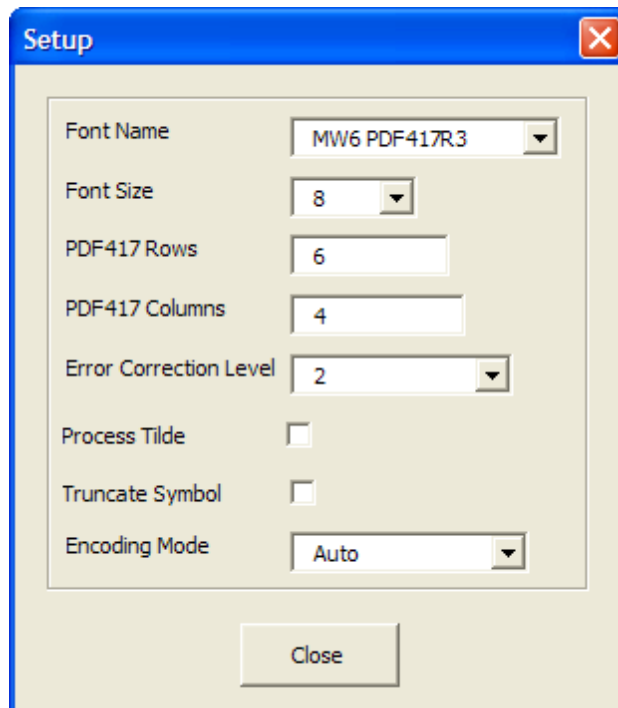 Setup
Font Name MW6 PDF417R3
Font Size 8
PDF417 Rows 6
PDF417 Columns 4
Error Correction Level 2
Process Tilde
Truncate Symbol
Encoding Mode Auto
Close